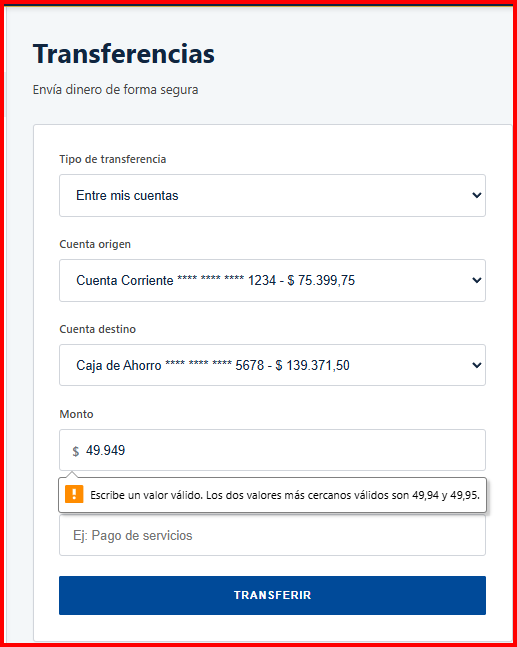 Transferencias
Envía dinero de forma segura
Tipo de transferencia
Entre mis cuentas
Cuenta origen
Cuenta Corriente **** **** **** 1234 - $ 75.399,75
Cuenta destino
Caja de Ahorro **** **** **** 5678 - $ 139.371,50
Monto
$ 49.949
! Escribe un valor válido. Los dos valores más cercanos válidos son 49,94 y 49,95.
Ej: Pago de servicios
TRANSFERIR